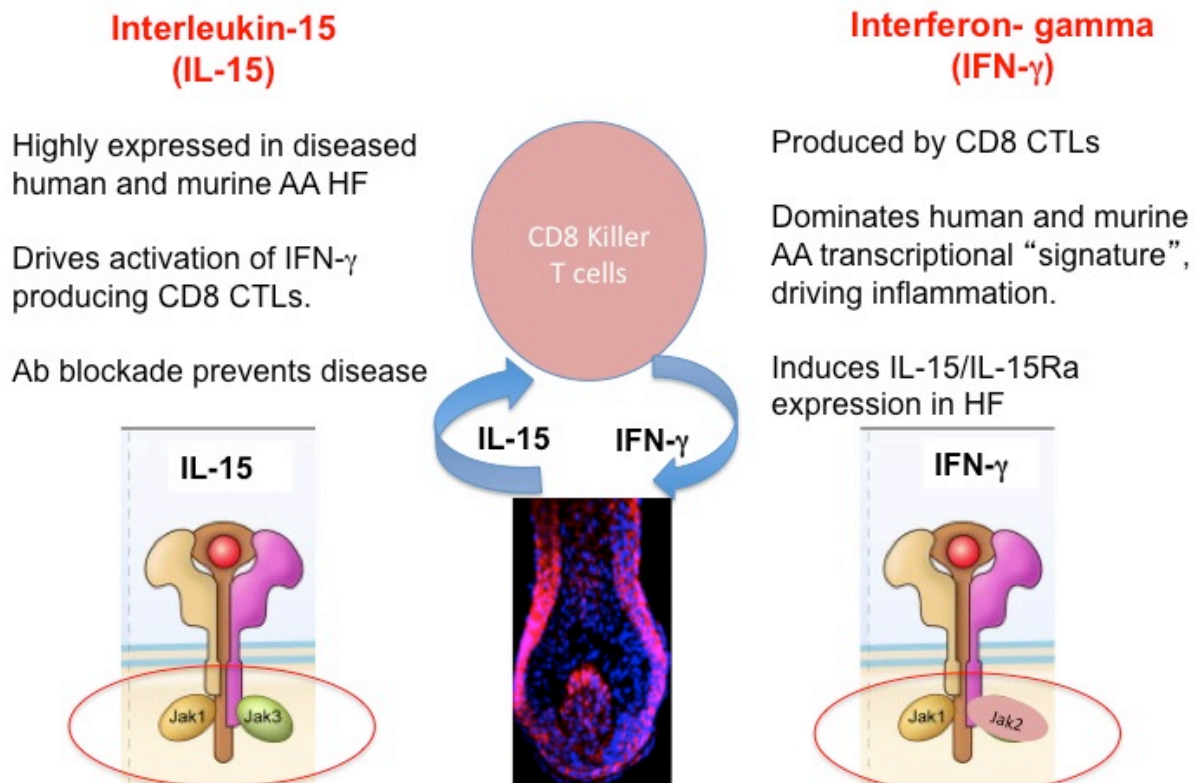 Interleukin-15
(IL-15)
Highly expressed in diseased
human and murine AA HF
Drives activation of IFN-γ
producing CD8 CTLs.
Ab blockade prevents disease
CD8 Killer
T cells
IL-15
IFN-γ
Interferon- gamma
(IFN-γ)
Produced by CD8 CTLs
Dominates human and murine
AA transcriptional “signature”,
driving inflammation.
Induces IL-15/IL-15Ra
expression in HF
IL-15
Jak1
Jak3
IFN-γ
Jak1
Jak2